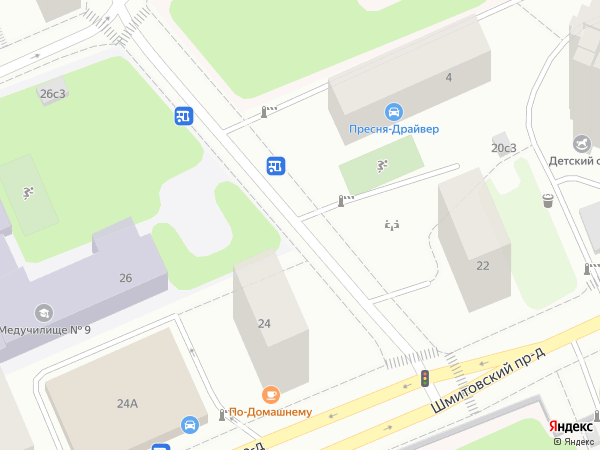 26с3
4
Пресня-Драйвер
20с3
Детский с
26
22
Медучилище № 9
24
24А
По-Домашнему
Шмитовский пр-д
Яндекс
© Яндекс